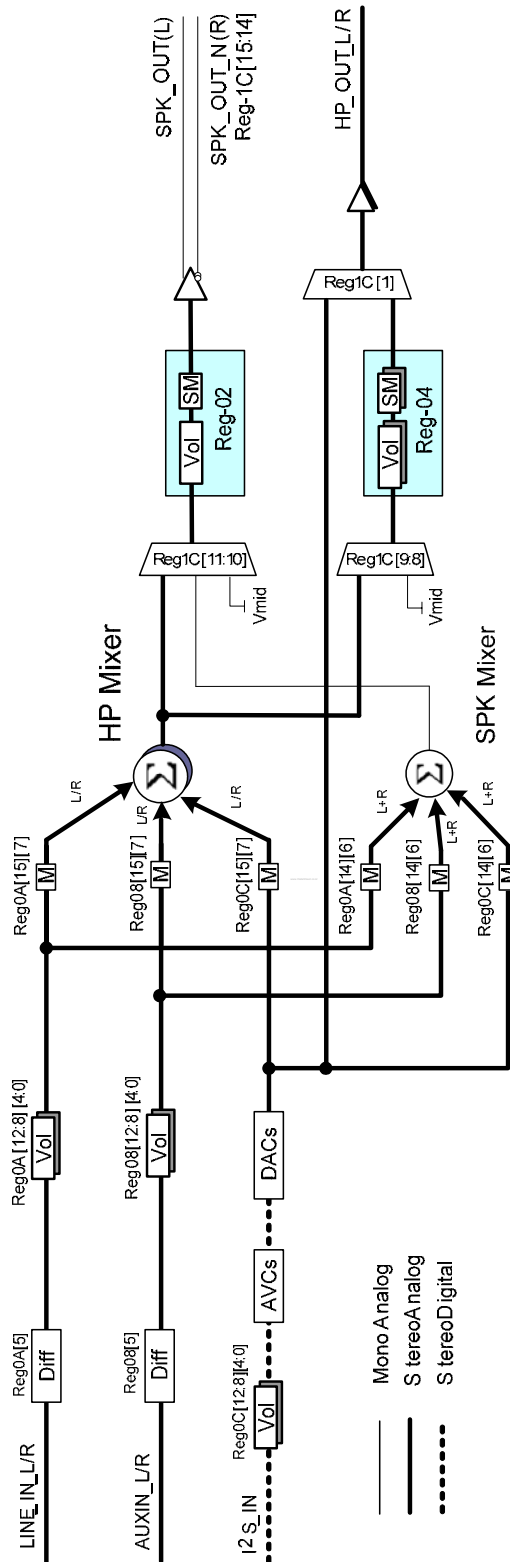 LINE_IN_L/R
Reg0A[5]
Diff
Reg0A[12:8] [4:0]
Vol
Reg0A[15][7]
M
L/R
AUXIN_L/R
Reg08[5]
Diff
Reg08[12:8] [4:0]
Vol
Reg08[15][7]
M
L/R
I2S_IN
Reg0C[12:8][4:0]
Vol
AVCs
DACs
Reg0C[15][7]
M
L/R
HP Mixer
Σ
Reg0A[14][6]
M
L+R
Reg08[14][6]
M
L+R
Reg0C[14][6]
M
L+R
SPK Mixer
Σ
Reg1C[11:10]
Vmid
Vol
SM
Reg-02
SPK_OUT(L)
SPK_OUT_N(R)
Reg-1C[15:14]
6
Reg1C[9:8]
Vmid
Vol
SM
Reg-04
Reg1C[1]
HP_OUT_L/R
Mono Analog
S tereoAnalog
S tereoDigital